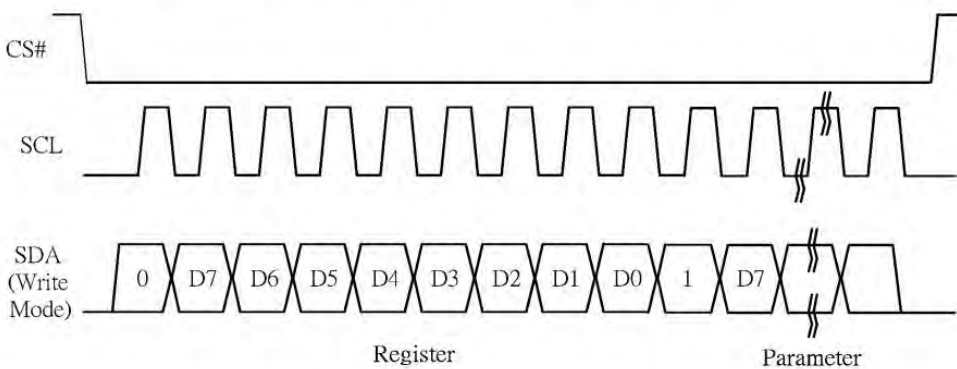 CS#
SCL
SDA
(Write
Mode)
0 D7 D6 D5 D4 D3 D2 D1 D0 1 D7
Register Parameter